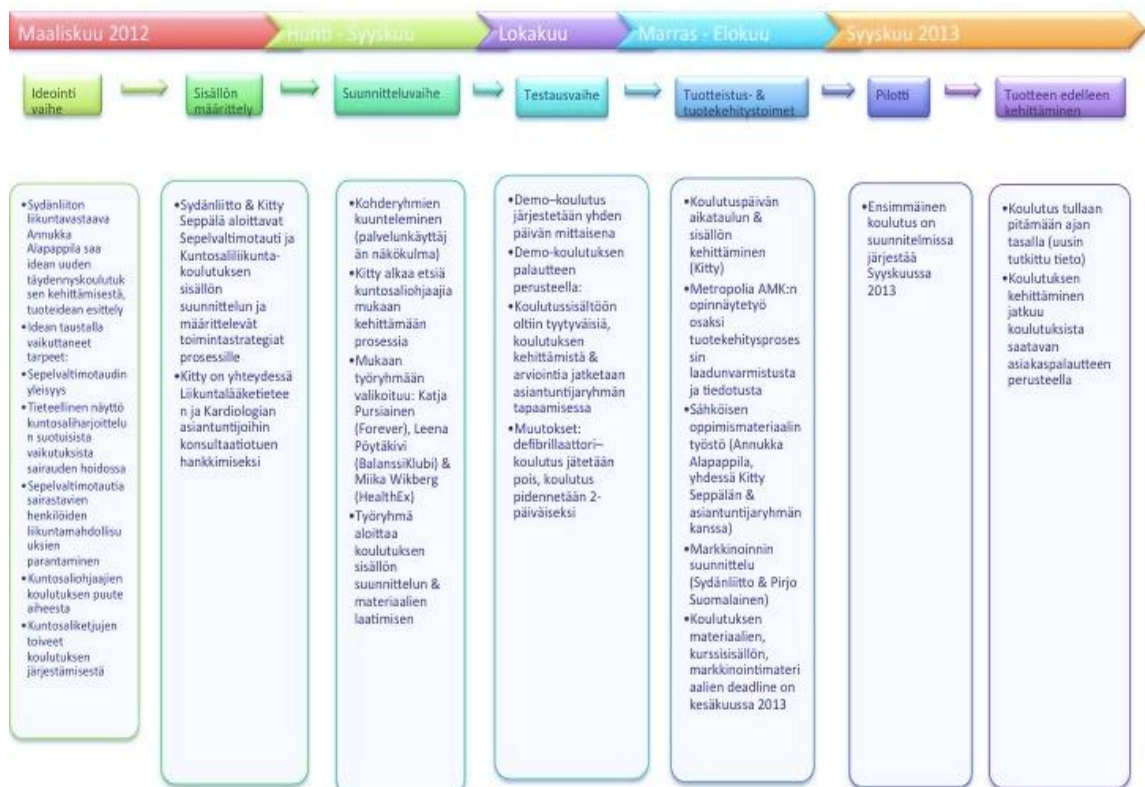 Maaliskuu 2012
Huhti - Syyskuu
Lokakuu
Marras - Elokuu
Syyskuu 2013
Ideointi
vaihe
Sisällön
määrittely
Suunnitteluvaihe
Testausvaihe
Tuotteistus- &
tuotekehitystoimet
Pilotti
Tuotteen edelleen
kehittäminen
•Sydänliiton
liikuntavastaava
Annukka
Alapappila saa
idean uuden
täydennyskoulutuk
sen kehittämisestä,
tuoteidean esittely
•Idean taustalla
vaikuttaneet
tarpeet:
•Sepelvaltimotaudin
yleisyys
•Tieteellinen näyttö
kuntosaliharjoittelu
n suotuisista
vaikutuksista
sairauden hoidossa
•Sepelvaltimotautia
sairastavien
henkilöiden
liikuntamahdollisu
uksien
parantaminen
•Kuntosaliohjaajien
koulutuksen puute
aiheesta
•Kuntosaliketjujen
toiveet
koulutuksen
järjestämisestä
•Sydänliitto & Kitty
Seppälä aloittavat
Sepelvaltimotauti ja
Kuntosaliliikunta-
koulutuksen
sisällön
suunnittelun ja
määrittelevät
toimintastrategiat
prosessille
•Kitty on yhteydessä
Liikuntalääketietee
n ja Kardiologian
asiantuntijoihin
konsultaatiotuen
hankkimiseksi
•Kohderyhmien
kuunteleminen
(palvelunkäyttäj
än näkökulma)
•Kitty alkaa etsiä
kuntosaliohjaajia
mukaan
kehittämään
prosessia
•Mukaan
työryhmään
valikoituu: Katja
Pursiainen
(Forever), Leena
Pöytäkivi
(BalanssiKlubi) &
Miika Wikberg
(HealthEx)
•Työryhmä
aloittaa
koulutuksen
sisällön
suunnittelun &
materiaalien
laatimisen
•Demo–koulutus
järjestetään yhden
päivän mittaisena
•Demo-koulutuksen
palautteen
perusteella:
•Koulutussisältöön
oltiin tyytyväisiä,
koulutuksen
kehittämistä &
arviointia jatketaan
asiantuntijaryhmän
tapaamisessa
•Muutokset:
defibrillaattori–
koulutus jätetään
pois, koulutus
pidennetään 2-
päiväiseksi
•Koulutuspäivän
aikataulun &
sisällön
kehittäminen
(Kitty)
•Metropolia AMK:n
opinnäytetyö
osaksi
tuotekehitysproses
sin
laadunvarmistusta
ja tiedotusta
•Sähköisen
oppimismateriaalin
työstö (Annukka
Alapappila,
yhdessä Kitty
Seppälän &
asiantuntijaryhmän
kanssa)
•Markkinoinnin
suunnittelu
(Sydänliitto & Pirjo
Suomalainen)
•Koulutuksen
materiaalien,
kurssisisällön,
markkinointimateri
aalien deadline on
kesäkuussa 2013
•Ensimmäinen
koulutus on
suunnitelmissa
järjestää
Syyskuussa
2013
•Koulutus tullaan
pitämään ajan
tasalla (uusin
tutkittu tieto)
•Koulutuksen
kehittäminen
jatkuu
koulutuksista
saatavan
asiakaspalautteen
perusteella